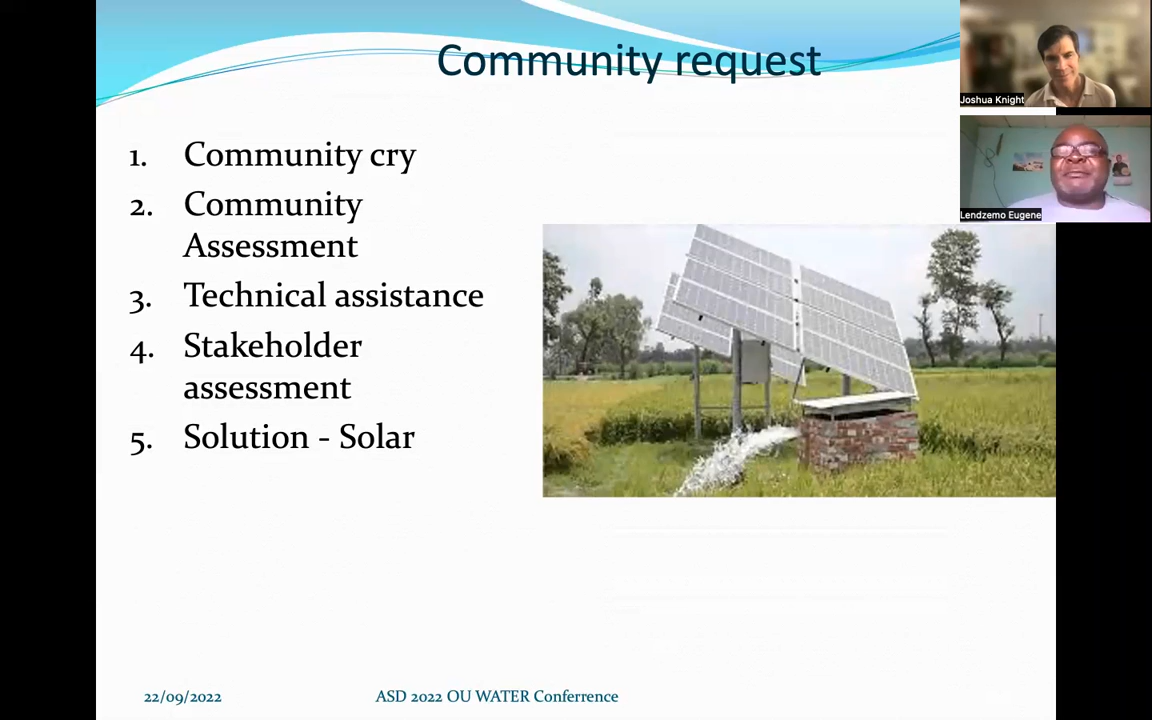 Community request
Joshua Knight
Lendzemo Eugene
1. Community cry
2. Community
Assessment
3. Technical assistance
4. Stakeholder
assessment
5. Solution - Solar
22/09/2022
ASD 2022 OU WATER Conferrence